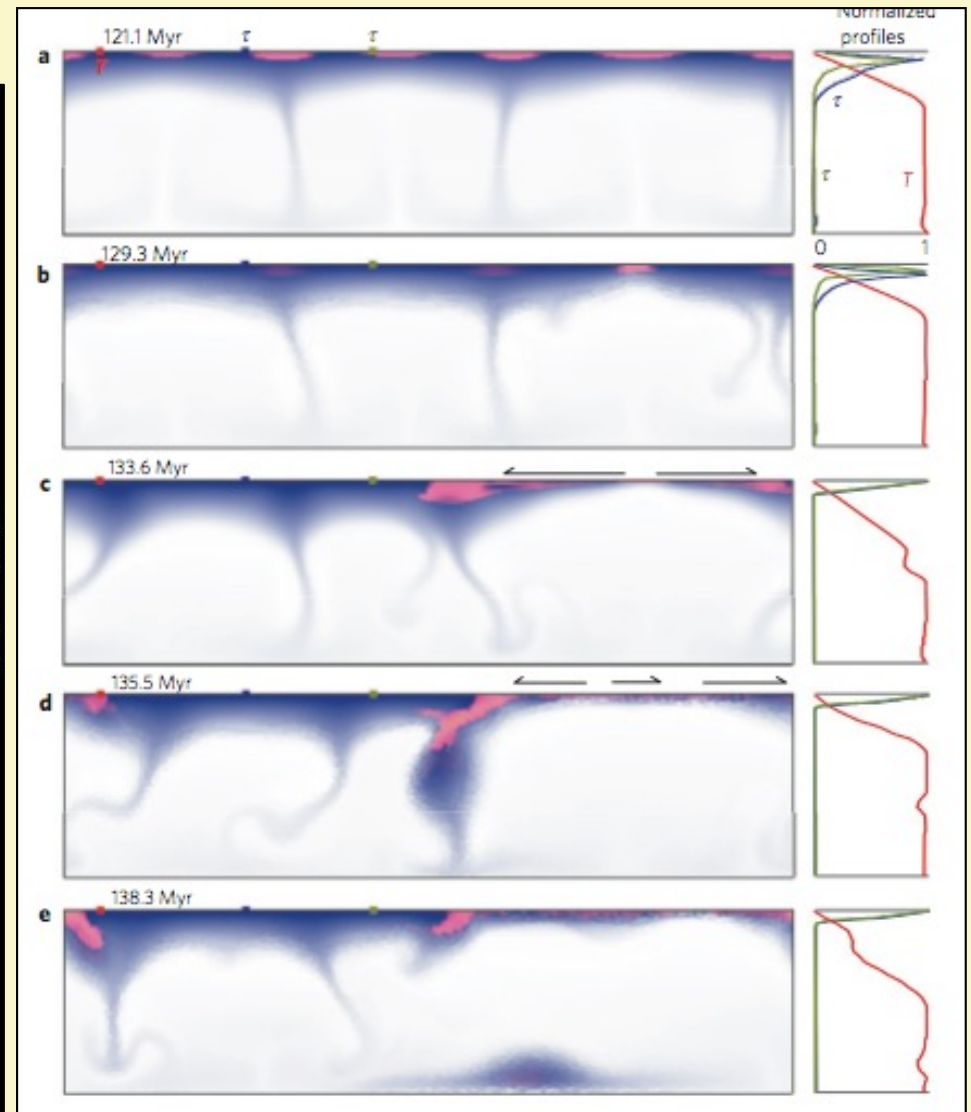 Normalized
profiles
a 121.1 Myr τ τ
T
τ
τ T
0 1
b 129.3 Myr
c 133.6 Myr
d 135.5 Myr
e 138.3 Myr